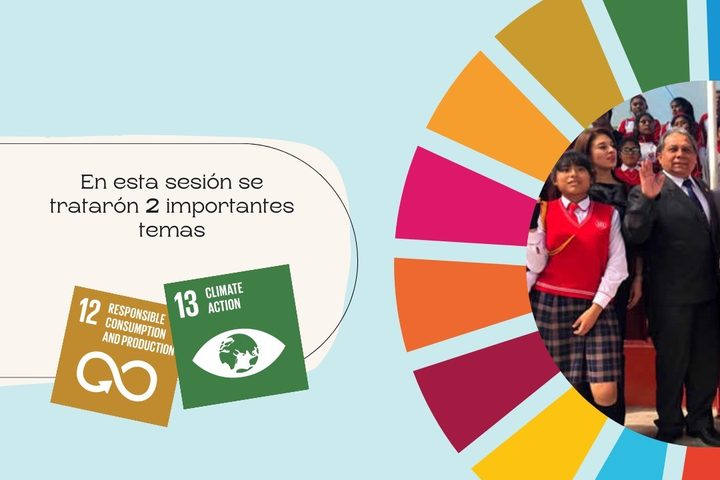 En esta sesión se
tratarón 2 importantes
temas
12 RESPONSIBLE
CONSUMPTION
AND PRODUCTION
13 CLIMATE
ACTION